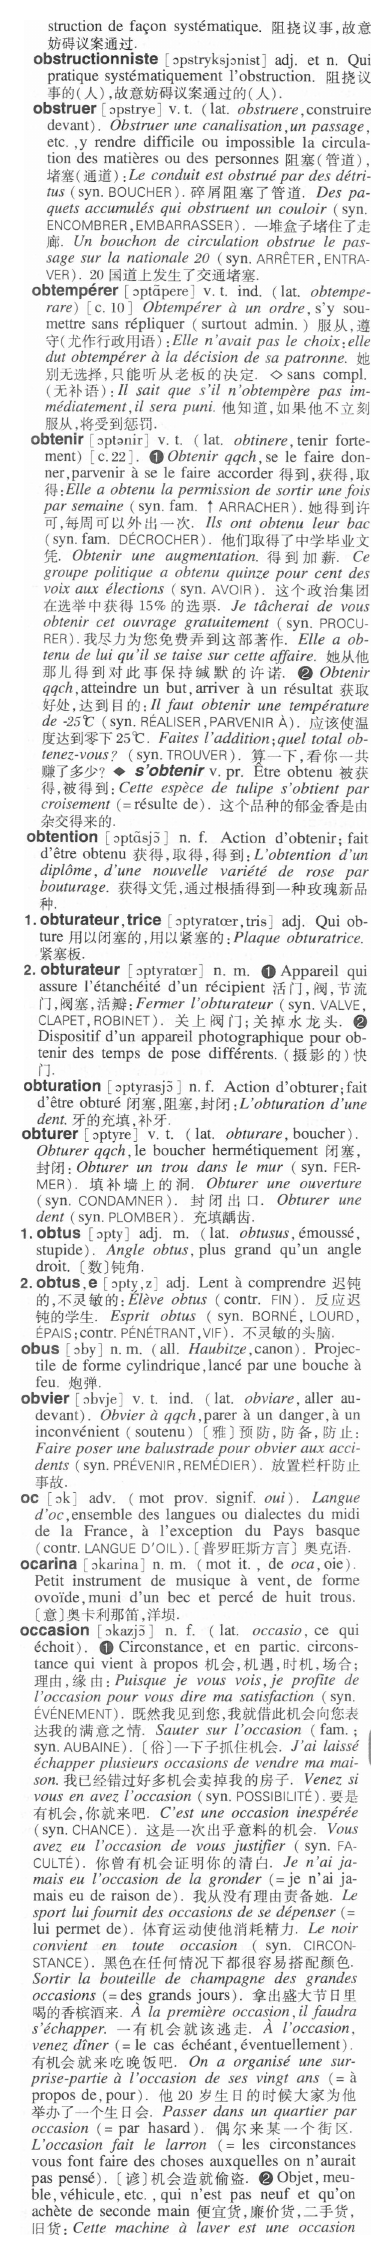 struction de façon systématique. 阻挠议事,故意
妨碍议案通过.
obstructionniste [ɔpstryksjɔnist] adj. et n. Qui
pratique systématiquement l'obstruction. 阻挠议
事的(人),故意妨碍议案通过的(人).
obstruer [ɔpstrye] v. t. (lat. obstruere,construire
devant). Obstruer une canalisation,un passage,
etc. ,y rendre difficile ou impossible la circula-
tion des matières ou des personnes 阻塞(管道),
堵塞(通道):Le conduit est obstrué par des détri-
tus (syn. BOUCHER). 碎屑阻塞了管道. Des pa-
quets accumulés qui obstruent un couloir (syn.
ENCOMBRER,EMBARRASSER). 一堆盒子堵住了走
廊. Un bouchon de circulation obstrue le pas-
sage sur la nationale 20 (syn. ARRÊTER, ENTRA-
VER). 20 国道上发生了交通堵塞.
obtempérer [ɔptɑ̃pere] v. t. ind. (lat. obtempe-
rare) [c. 10] Obtempérer à un ordre,s'y sou-
mettre sans répliquer (surtout admin. ) 服从,遵
守(尤作行政用语):Elle n'avait pas le choix:elle
dut obtempérer à la décision de sa patronne. 她
别无选择,只能听从老板的决定. ◇ sans compl.
(无补语):Il sait que s'il n'obtempère pas im-
médiatement,il sera puni. 他知道,如果他不立刻
服从,将受到惩罚.
obtenir [ɔptənir] v. t. (lat. obtinere,tenir forte-
ment) [c.22]. ❶ Obtenir qqch,se le faire don-
ner,parvenir à se le faire accorder 得到,获得,取
得:Elle a obtenu la permission de sortir une fois
par semaine (syn. fam. ↑ ARRACHER). 她得到许
可,每周可以外出一次. Ils ont obtenu leur bac
(syn. fam. DÉCROCHER). 他们取得了中学毕业文
凭. Obtenir une augmentation. 得到加薪. Ce
groupe politique a obtenu quinze pour cent des
voix aux élections (syn. AVOIR). 这个政治集团
在选举中获得 15% 的选票. Je tâcherai de vous
obtenir cet ouvrage gratuitement (syn. PROCU-
RER). 我尽力为您免费弄到这部著作. Elle a ob-
tenu de lui qu'il se taise sur cette affaire. 她从他
那儿得到对此事保持缄默的许诺. ❷ Obtenir
qqch,atteindre un but,arriver à un résultat 获取
好处,达到目的:Il faut obtenir une température
de -25℃ (syn. RÉALISER,PARVENIR À). 应该使温
度达到零下 25℃. Faites l'addition;quel total ob-
tenez-vous? (syn. TROUVER). 算一下,看你一共
赚了多少? ◆ s'obtenir v. pr. Être obtenu 被获
得,被得到:Cette espèce de tulipe s'obtient par
croisement (=résulte de). 这个品种的郁金香是由
杂交得来的.
obtention [ɔptɑ̃sjɔ̃] n. f. Action d'obtenir; fait
d'être obtenu 获得,取得,得到:L'obtention d'un
diplôme, d'une nouvelle variété de rose par
bouturage. 获得文凭,通过根插得到一种玫瑰新品
种.
1. obturateur,trice [ɔptyratœr,tris] adj. Qui ob-
ture 用以闭塞的,用以紧塞的:Plaque obturatrice.
紧塞板.
2. obturateur [ɔptyratœr] n. m. ❶ Appareil qui
assure l'étanchéité d'un récipient 活门,阀,节流
门,阀塞,活瓣:Fermer l'obturateur (syn. VALVE,
CLAPET,ROBINET). 关上阀门;关掉水龙头. ❷
Dispositif d'un appareil photographique pour ob-
tenir des temps de pose différents. (摄影的)快
门.
obturation [ɔptyrasjɔ̃] n. f. Action d'obturer;fait
d'être obturé 闭塞,阻塞,封闭:L'obturation d'une
dent. 牙的充填,补牙.
obturer [ɔptyre] v. t. (lat. obturare, boucher).
Obturer qqch,le boucher hermétiquement 闭塞,
封闭: Obturer un trou dans le mur (syn. FER-
MER). 填补墙上的洞. Obturer une ouverture
(syn. CONDAMNER). 封闭出口. Obturer une
dent (syn. PLOMBER). 充填龋齿.
1. obtus [ɔpty] adj. m. (lat. obtusus, émoussé,
stupide). Angle obtus, plus grand qu'un angle
droit. 〔数〕钝角.
2. obtus,e [ɔpty,z] adj. Lent à comprendre 迟钝
的,不灵敏的:Élève obtus (contr. FIN). 反应迟
钝的学生. Esprit obtus (syn. BORNÉ, LOURD,
ÉPAIS;contr. PÉNÉTRANT,VIF). 不灵敏的头脑.
obus [ɔby] n. m. (all. Haubitze,canon). Projec-
tile de forme cylindrique,lancé par une bouche à
feu. 炮弹.
obvier [ɔbvje] v. t. ind. (lat. obviare, aller au-
devant). Obvier à qqch,parer à un danger,à un
inconvénient (soutenu)〔雅〕预防,防备,防止:
Faire poser une balustrade pour obvier aux acci-
dents (syn. PRÉVENIR,REMÉDIER). 放置栏杆防止
事故.
oc [ɔk] adv. (mot prov. signif. oui). Langue
d'oc,ensemble des langues ou dialectes du midi
de la France, à l'exception du Pays basque
(contr. LANGUE D'OIL). 〔普罗旺斯方言〕奥克语.
ocarina [ɔkarina] n. m. (mot it. , de oca,oie).
Petit instrument de musique à vent, de forme
ovoïde,muni d'un bec et percé de huit trous.
〔意〕奥卡利那笛,洋埙.
occasion [ɔkazjɔ̃] n. f. (lat. occasio, ce qui
échoit). ❶ Circonstance, et en partic. circons-
tance qui vient à propos 机会,机遇,时机,场合;
理由,缘由: Puisque je vous vois,je profite de
l'occasion pour vous dire ma satisfaction (syn.
ÉVÉNEMENT). 既然我见到您,我就借此机会向您表
达我的满意之情. Sauter sur l'occasion (fam. ;
syn. AUBAINE). 〔俗〕一下子抓住机会. J'ai laissé
échapper plusieurs occasions de vendre ma mai-
son. 我已经错过好多机会卖掉我的房子. Venez si
vous en avez l'occasion (syn. POSSIBILITÉ). 要是
有机会,你就来吧. C'est une occasion inespérée
(syn. CHANCE). 这是一次出乎意料的机会. Vous
avez eu l'occasion de vous justifier (syn. FA-
CULTÉ). 你曾有机会证明你的清白. Je n'ai ja-
mais eu l'occasion de la gronder (= je n'ai ja-
mais eu de raison de). 我从没有理由责备她. Le
sport lui fournit des occasions de se dépenser (=
lui permet de). 体育运动使他消耗精力. Le noir
convient en toute occasion (syn. CIRCON-
STANCE). 黑色在任何情况下都很容易搭配颜色.
Sortir la bouteille de champagne des grandes
occasions (= des grands jours). 拿出盛大节日里
喝的香槟酒来. À la première occasion,il faudra
s'échapper. 一有机会就该逃走. À l'occasion,
venez dîner (= le cas échéant,éventuellement).
有机会就来吃晚饭吧. On a organisé une sur-
prise-partie à l'occasion de ses vingt ans (= à
propos de,pour). 他 20 岁生日的时候大家为他
举办了一个生日会. Passer dans un quartier par
occasion (= par hasard). 偶尔来某一个街区.
L'occasion fait le larron (= les circonstances
vous font faire des choses auxquelles on n'aurait
pas pensé). 〔谚〕机会造就偷盗. ❷ Objet,meu-
ble,véhicule, etc. , qui n'est pas neuf et qu'on
achète de seconde main 便宜货,廉价货,二手货,
旧货: Cette machine à laver est une occasion